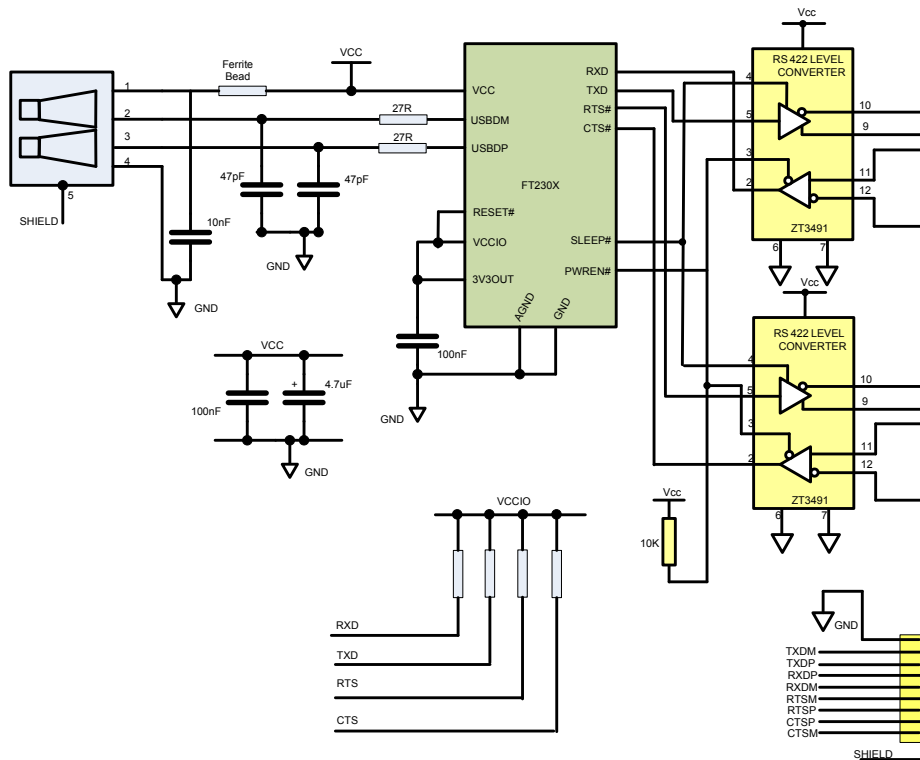 Vcc
VCC
Ferrite
Bead
RS 422 LEVEL
CONVERTER
1
2
3
4
5
SHIELD
27R
27R
47pF
47pF
10nF
GND
GND
VCC
USBDM
USBDP
FT230X
RESET#
VCCIO
3V3OUT
AGND
GND
RXD
TXD
RTS#
CTS#
SLEEP#
PWREN#
4
5
3
2
10
9
11
12
ZT3491
6
7
Vcc
RS 422 LEVEL
CONVERTER
4
5
3
2
10
9
11
12
ZT3491
6
7
100nF
GND
VCC
100nF
+
4.7uF
GND
VCCIO
RXD
TXD
RTS
CTS
Vcc
10K
GND
TXDM
TXDP
RXDP
RXDM
RTSM
RTSP
CTSP
CTSM
SHIELD